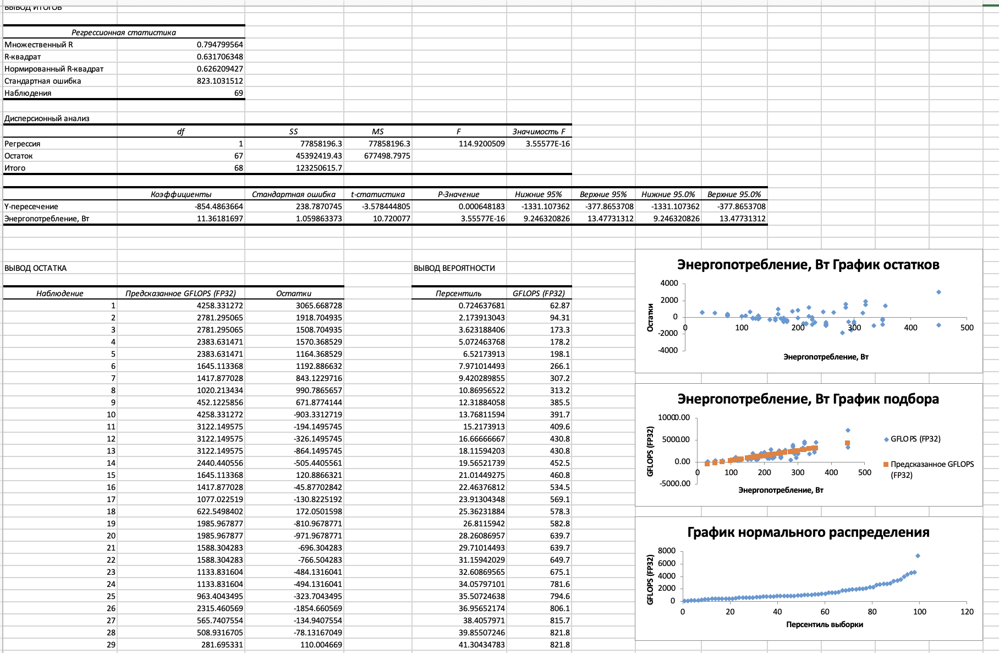 ВЫВОД ИТОГОВ
Регрессионная статистика
Множественный R 0.794799564
R-квадрат 0.631706348
Нормированный R-квадрат 0.626209427
Стандартная ошибка 823.1031512
Наблюдения 69
Дисперсионный анализ
df SS MS F Значимость F
Регрессия 1 77858196.3 77858196.3 114.9200509 3.55577E-16
Остаток 67 45392419.43 677498.7975
Итого 68 123250615.7
Коэффициенты Стандартная ошибка t-статистика P-Значение Нижние 95% Верхние 95% Нижние 95.0% Верхние 95.0%
Y-пересечение -854.4863664 238.7870745 -3.578444805 0.000648183 -1331.107362 -377.8653708 -1331.107362 -377.8653708
Энергопотребление, Вт 11.36181697 1.059863373 10.720077 3.55577E-16 9.246320826 13.47731312 9.246320826 13.47731312
ВЫВОД ОСТАТКА ВЫВОД ВЕРОЯТНОСТИ
Наблюдение Предсказанное GFLOPS (FP32) Остатки Персентиль GFLOPS (FP32)
1 4258.331272 3065.668728 0.724637681 62.87
2 2781.295065 1918.704935 2.173913043 94.31
3 2781.295065 1508.704935 3.623188406 173.3
4 2383.631471 1570.368529 5.072463768 178.2
5 2383.631471 1164.368529 6.52173913 198.1
6 1645.113368 1192.886632 7.971014493 266.1
7 1417.877028 843.1229716 9.420289855 307.2
8 1020.213434 990.7865657 10.86956522 313.2
9 452.1225856 671.8774144 12.31884058 385.5
10 4258.331272 -903.3312719 13.76811594 391.7
11 3122.149575 -194.1495745 15.2173913 409.6
12 3122.149575 -326.1495745 16.66666667 430.8
13 3122.149575 -864.1495745 18.11594203 430.8
14 2440.440556 -505.4405561 19.56521739 452.5
15 1645.113368 120.8866321 21.01449275 460.8
16 1417.877028 -45.87702842 22.46376812 534.5
17 1077.022519 -130.8225192 23.91304348 569.1
18 622.5498402 172.0501598 25.36231884 578.3
19 1985.967877 -810.9678771 26.8115942 582.8
20 1985.967877 -971.9678771 28.26086957 639.7
21 1588.304283 -696.304283 29.71014493 639.7
22 1588.304283 -766.504283 31.15942029 649.7
23 1133.831604 -484.1316041 32.60869565 675.1
24 1133.831604 -494.1316041 34.05797101 781.6
25 963.4043495 -323.7043495 35.50724638 794.6
26 2315.460569 -1854.660569 36.95652174 806.1
27 565.7407554 -134.9407554 38.4057971 815.7
28 508.9316705 -78.13167049 39.85507246 821.8
29 281.695331 110.004669 41.30434783 821.8
Энергопотребление, Вт График остатков
4000
2000
0
-2000
-4000
0 100 200 300 400 500
Остатки
Энергопотребление, Вт
Энергопотребление, Вт График подбора
10000.00
5000.00
0.00
-5000.00
0 100 200 300 400 500
GFLOPS (FP32)
Энергопотребление, Вт
GFLOPS (FP32)
Предсказанное GFLOPS
(FP32)
График нормального распределения
8000
6000
4000
2000
0
0 20 40 60 80 100 120
GFLOPS (FP32)
Персентиль выборки